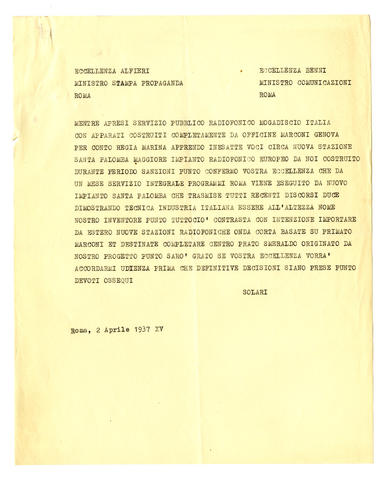 ECCELLENZA ALFIERI ECCELLENZA BENNI
MINISTRO STAMPA PROPAGANDA MINISTRO COMUNICAZIONI
ROMA ROMA
MENTRE APRESI SERVIZIO PUBBLICO RADIOFONICO MOGADISCIO ITALIA
CON APPARATI COSTRUITI COMPLETAMENTE DA OFFICINE MARCONI GENOVA
PER CONTO REGIA MARINA APPRENDO INESATTE VOCI CIRCA NUOVA STAZIONE
SANTA PALOMBA MAGGIORE IMPIANTO RADIOFONICO EUROPEO DA NOI COSTRUITO
DURANTE PERIODO SANZIONI PUNTO CONFERMO VOSTRA ECCELLENZA CHE DA
UN MESE SERVIZIO INTEGRALE PROGRAMMI ROMA VIENE ESEGUITO DA NUOVO
IMPIANTO SANTA PALOMBA CHE TRASMISE TUTTI RECENTI DISCORSI DUCE
DIMOSTRANDO TECNICA INDUSTRIA ITALIANA ESSERE ALL'ALTEZZA NOME
NOSTRO INVENTORE PUNTO TUTTOCIO' CONTRASTA CON INTENZIONE IMPORTARE
DA ESTERO NUOVE STAZIONI RADIOFONICHE ONDA CORTA BASATE SU PRIMATO
MARCONI ET DESTINATE COMPLETARE CENTRO PRATO SMERALDO ORIGINATO DA
NOSTRO PROGETTO PUNTO SARO' GRATO SE VOSTRA ECCELLENZA VORRA'
ACCORDARMI UDIENZA PRIMA CHE DEFINITIVE DECISIONI SIANO PRESE PUNTO
DEVOTI OSSEQUI
SOLARI
Roma, 2 Aprile 1937 XV